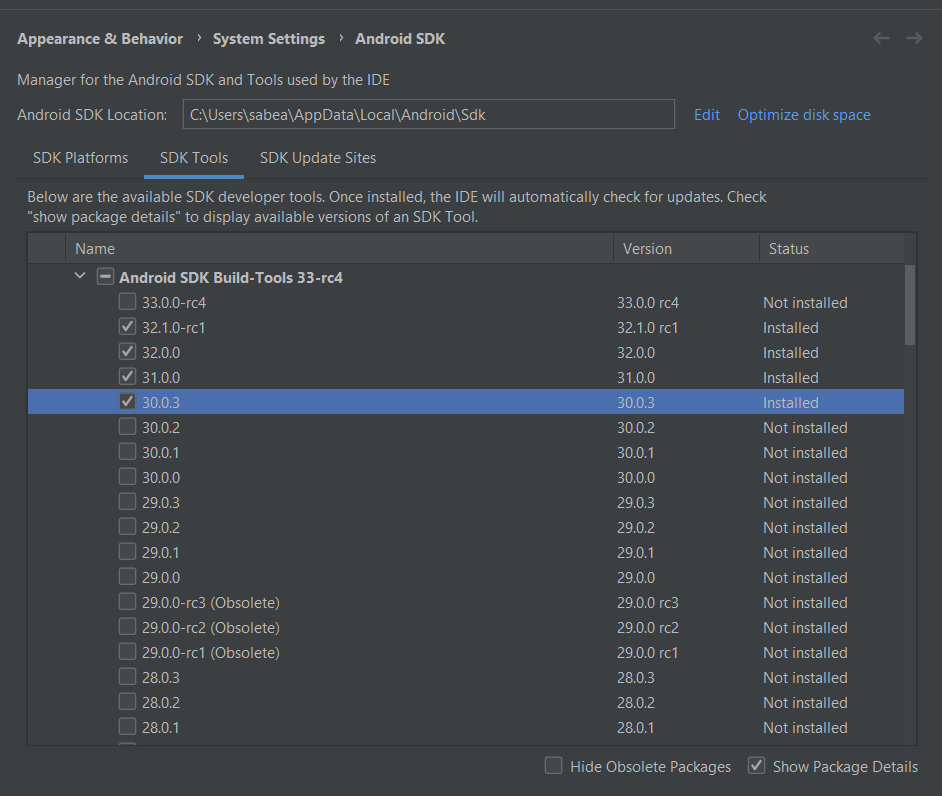 Appearance & Behavior › System Settings › Android SDK
Manager for the Android SDK and Tools used by the IDE
Android SDK Location: C:\Users\sabea\AppData\Local\Android\Sdk Edit Optimize disk space
SDK Platforms SDK Tools SDK Update Sites
Below are the available SDK developer tools. Once installed, the IDE will automatically check for updates. Check
"show package details" to display available versions of an SDK Tool.
Name Version Status
Android SDK Build-Tools 33-rc4
33.0.0-rc4 33.0.0 rc4 Not installed
32.1.0-rc1 32.1.0 rc1 Installed
32.0.0 32.0.0 Installed
31.0.0 31.0.0 Installed
30.0.3 30.0.3 Installed
30.0.2 30.0.2 Not installed
30.0.1 30.0.1 Not installed
30.0.0 30.0.0 Not installed
29.0.3 29.0.3 Not installed
29.0.2 29.0.2 Not installed
29.0.1 29.0.1 Not installed
29.0.0 29.0.0 Not installed
29.0.0-rc3 (Obsolete) 29.0.0 rc3 Not installed
29.0.0-rc2 (Obsolete) 29.0.0 rc2 Not installed
29.0.0-rc1 (Obsolete) 29.0.0 rc1 Not installed
28.0.3 28.0.3 Not installed
28.0.2 28.0.2 Not installed
28.0.1 28.0.1 Not installed
Hide Obsolete Packages Show Package Details